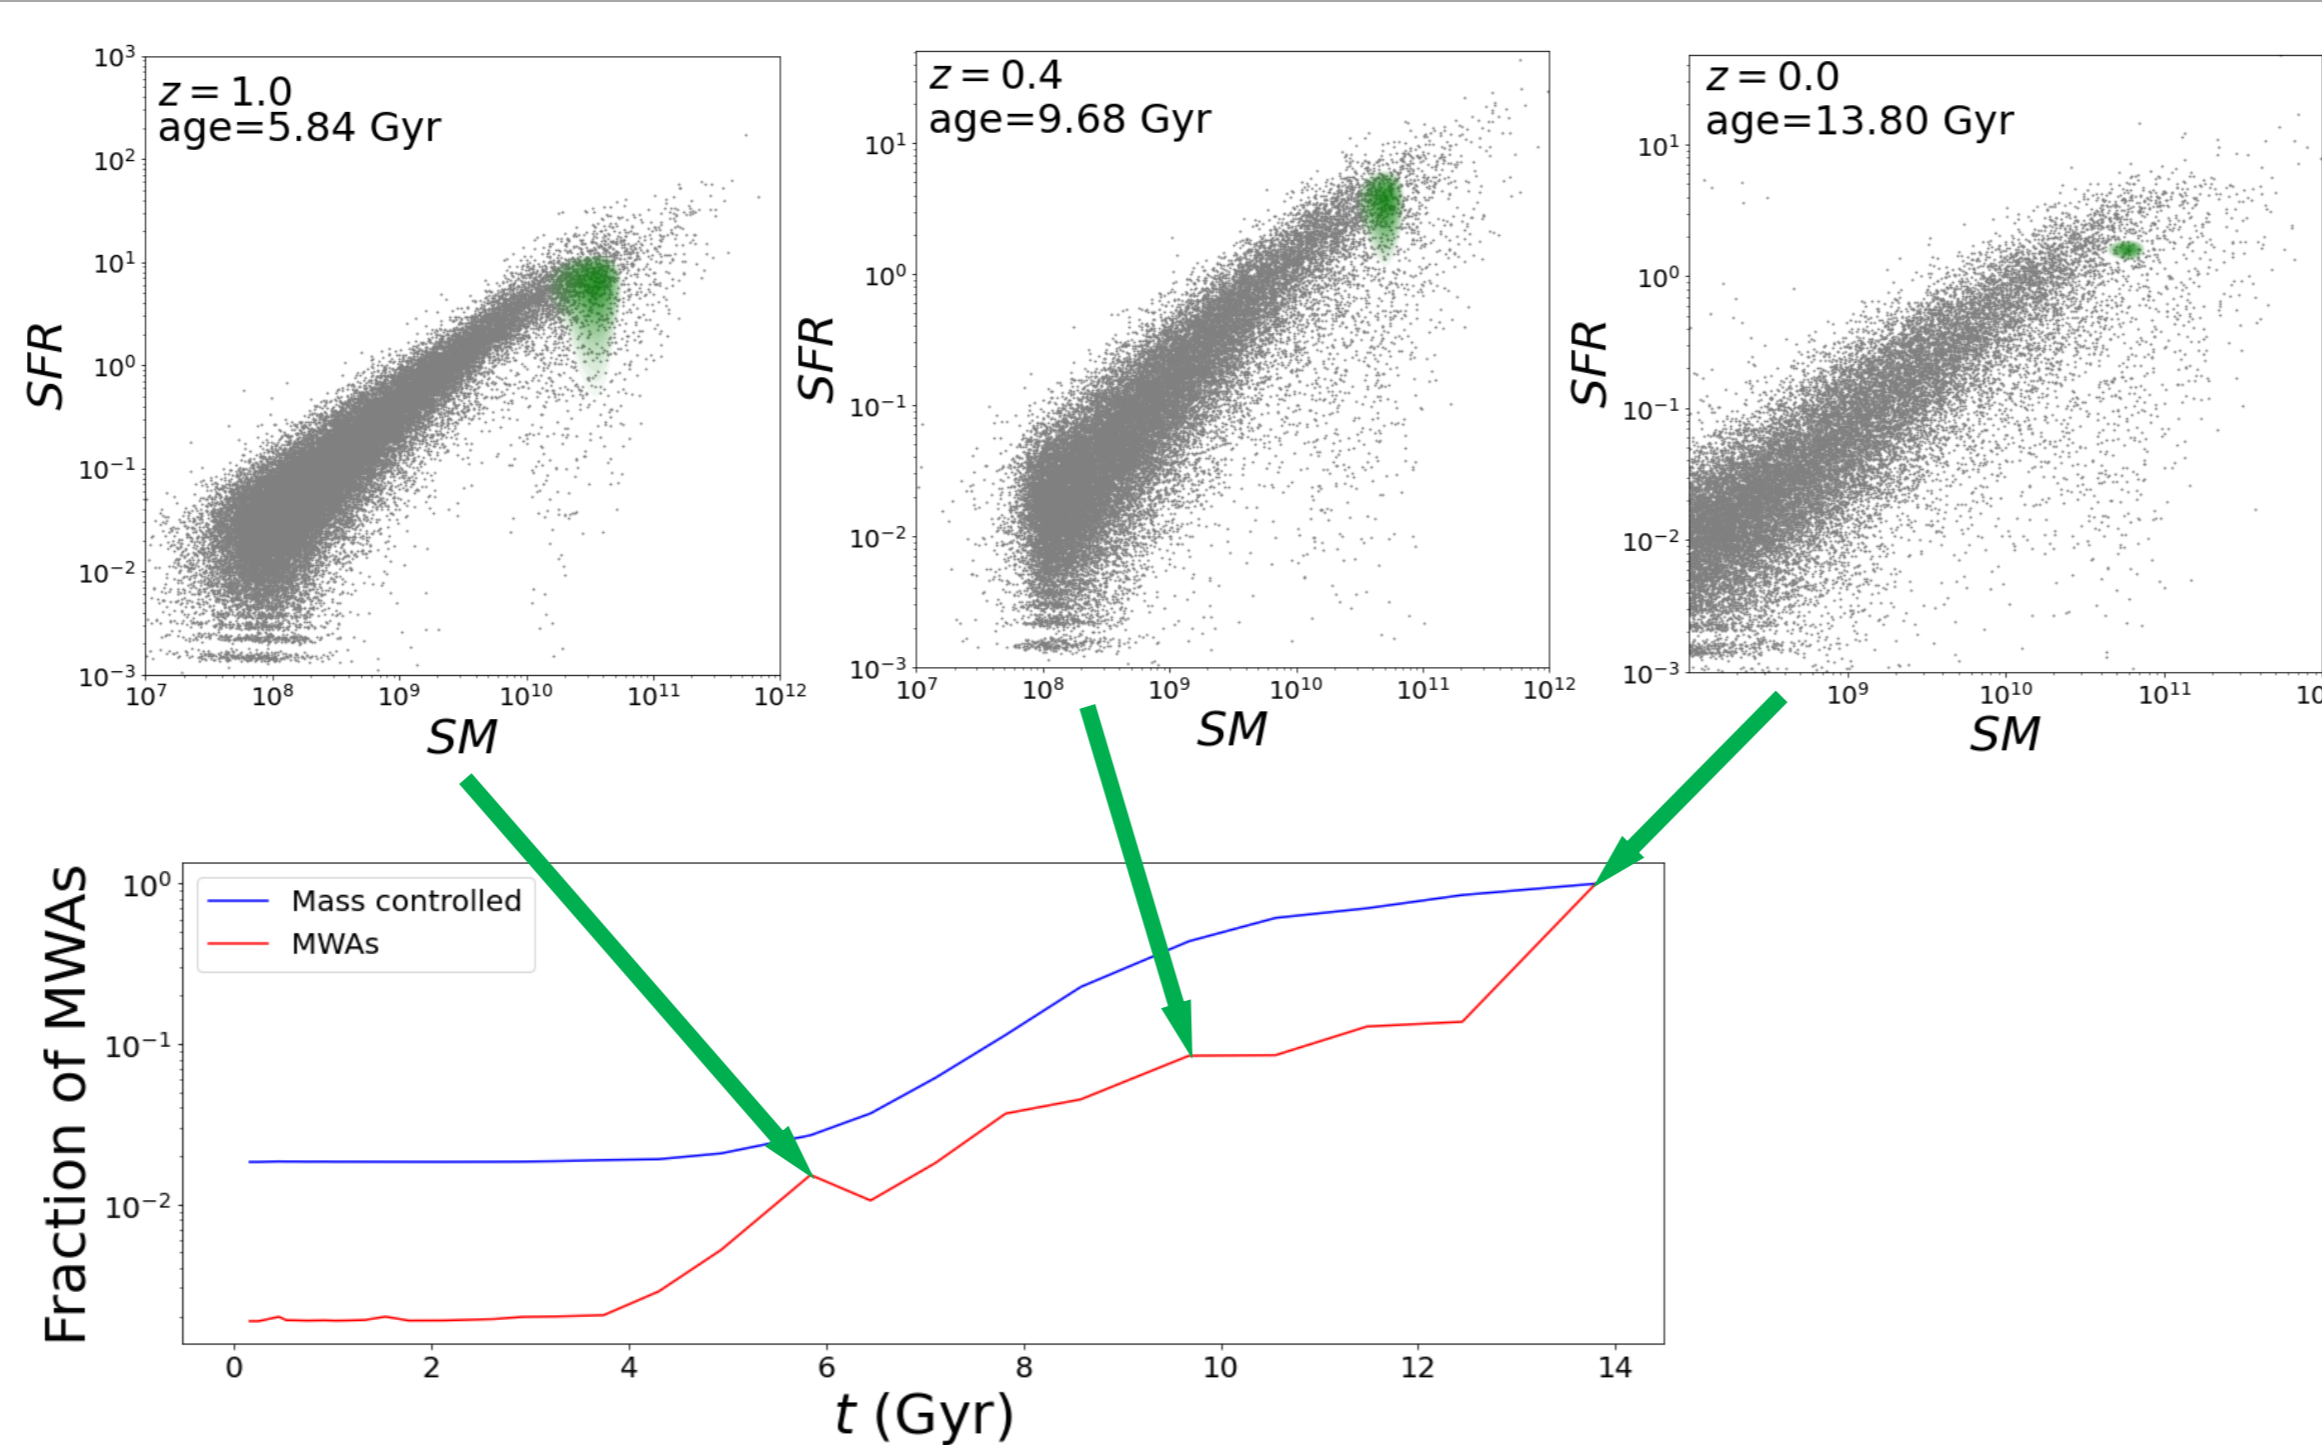 z = 1.0
age=5.84 Gyr
10³
10²
10¹
10⁰
10⁻¹
10⁻²
10⁻³
SFR
10⁷ 10⁸ 10⁹ 10¹⁰ 10¹¹ 10¹²
SM
z = 0.4
age=9.68 Gyr
10¹
10⁰
10⁻¹
10⁻²
10⁻³
SFR
10⁷ 10⁸ 10⁹ 10¹⁰ 10¹¹ 10¹²
SM
z = 0.0
age=13.80 Gyr
10¹
10⁰
10⁻¹
10⁻²
10⁻³
SFR
10⁹ 10¹⁰ 10¹¹
SM
Mass controlled
MWAs
Fraction of MWAs
10⁰
10⁻¹
10⁻²
0 2 4 6 8 10 12 14
t (Gyr)